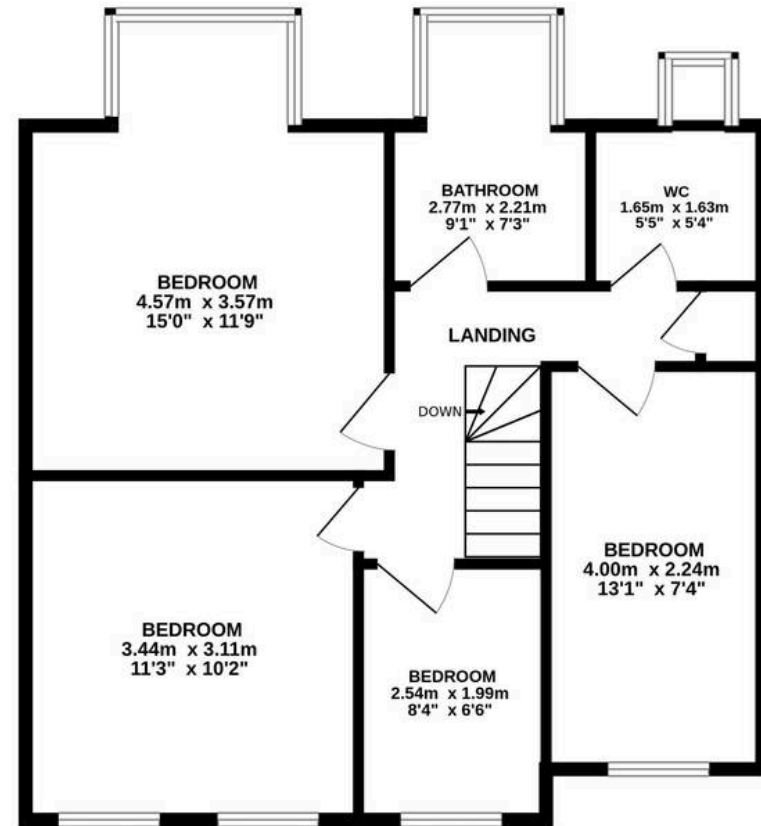 BATHROOM
2.77m x 2.21m
9'1" x 7'3"
WC
1.65m x 1.63m
5'5" x 5'4"
BEDROOM
4.57m x 3.57m
15'0" x 11'9"
LANDING
DOWN
BEDROOM
4.00m x 2.24m
13'1" x 7'4"
BEDROOM
3.44m x 3.11m
11'3" x 10'2"
BEDROOM
2.54m x 1.99m
8'4" x 6'6"